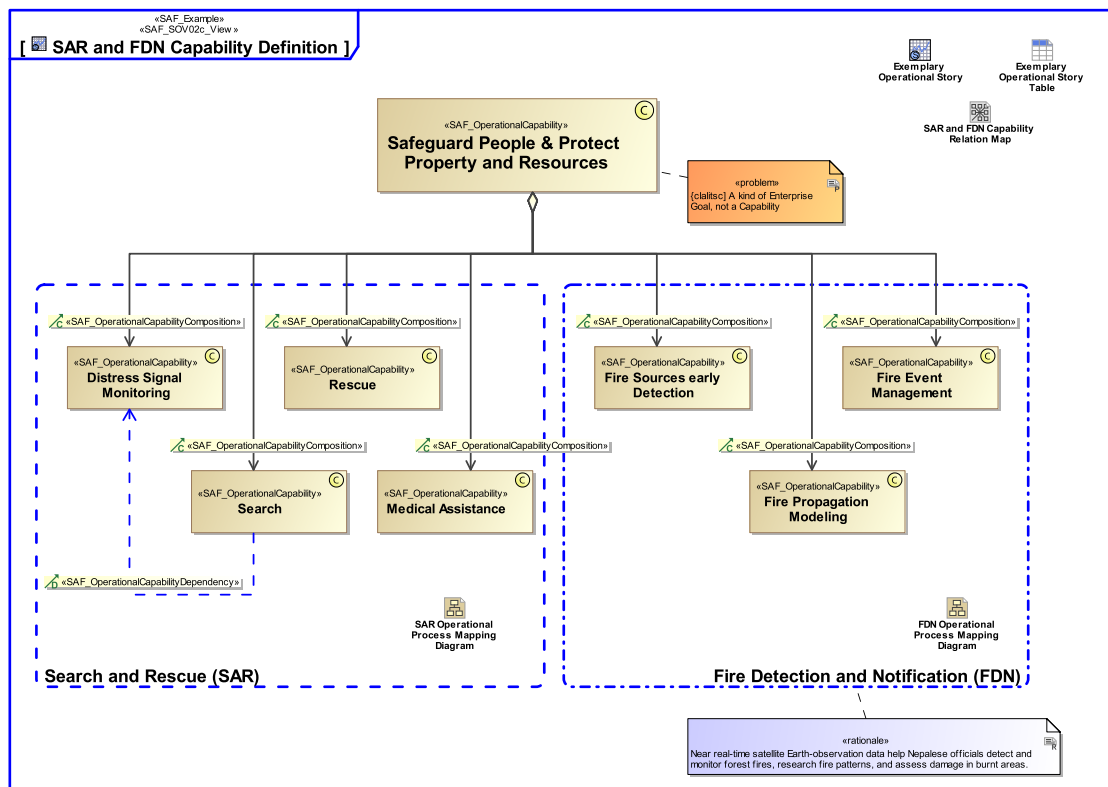 «SAF_Example»
«SAF_SOV02c_View »
[ SAR and FDN Capability Definition ]
Exemplary
Operational Story
Exemplary
Operational Story
Table
SAR and FDN Capability
Relation Map
C
«SAF_OperationalCapability»
Safeguard People & Protect
Property and Resources
«problem»
P
{clalitsc] A kind of Enterprise
Goal, not a Capability
C «SAF_OperationalCapabilityComposition»
C «SAF_OperationalCapabilityComposition»
C «SAF_OperationalCapabilityComposition»
C «SAF_OperationalCapabilityComposition»
C
«SAF_OperationalCapability»
Distress Signal
Monitoring
C
«SAF_OperationalCapability»
Rescue
C
«SAF_OperationalCapability»
Fire Sources early
Detection
C
«SAF_OperationalCapability»
Fire Event
Management
C «SAF_OperationalCapabilityComposition»
C «SAF_OperationalCapabilityComposition»
C «SAF_OperationalCapabilityComposition»
C
«SAF_OperationalCapability»
Search
C
«SAF_OperationalCapability»
Medical Assistance
C
«SAF_OperationalCapability»
Fire Propagation
Modeling
D «SAF_OperationalCapabilityDependency»
SAR Operational
Process Mapping
Diagram
FDN Operational
Process Mapping
Diagram
Search and Rescue (SAR)
Fire Detection and Notification (FDN)
«rationale»
R
Near real-time satellite Earth-observation data help Nepalese officials detect and
monitor forest fires, research fire patterns, and assess damage in burnt areas.